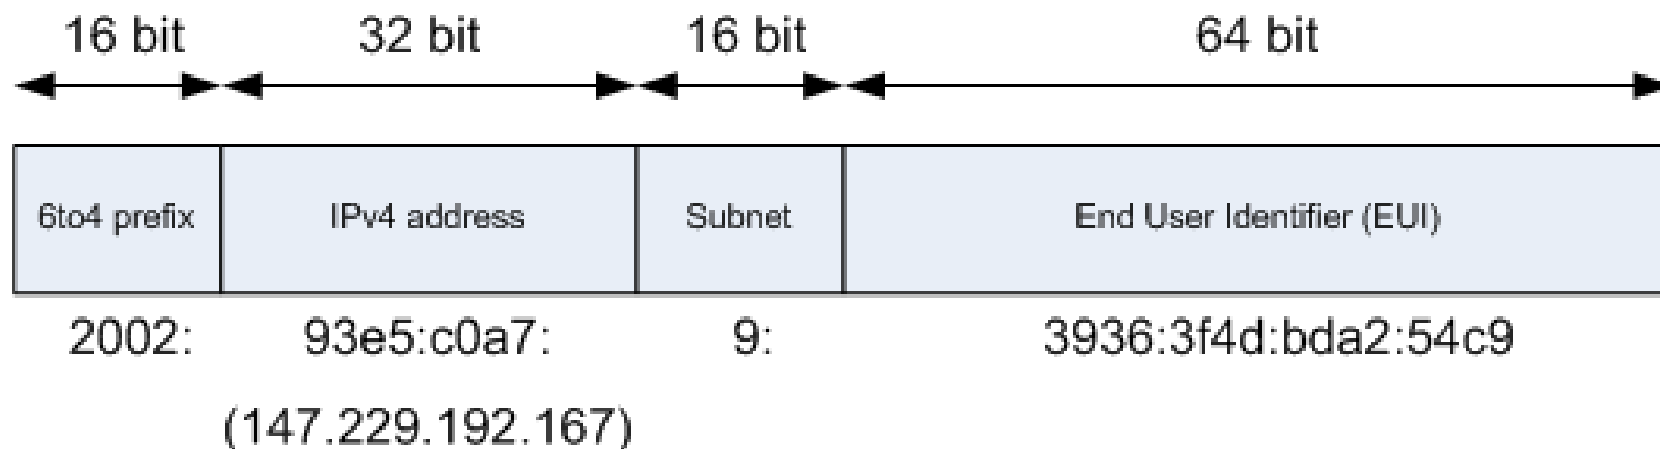 16 bit 32 bit 16 bit 64 bit
6to4 prefix IPv4 address Subnet End User Identifier (EUI)
2002: 93e5:c0a7: 9: 3936:3f4d:bda2:54c9
(147.229.192.167)